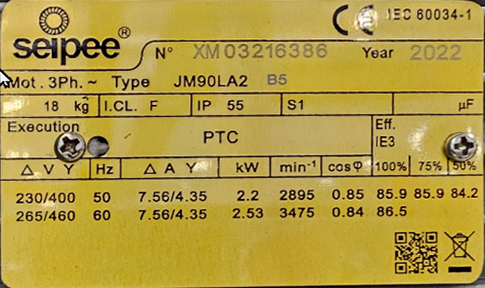 seipee®
CE IEC 60034-1
N° XM03216386 Year 2022
Mot. 3Ph. ~ Type JM90LA2 B5
18 kg I.CL. F IP 55 S1 µF
Execution PTC Eff. IE3
Δ V Y Hz Δ A Y kW min⁻¹ cosφ 100% 75% 50%
230/400 50 7.56/4.35 2.2 2895 0.85 85.9 85.9 84.2
265/460 60 7.56/4.35 2.53 3475 0.84 86.5